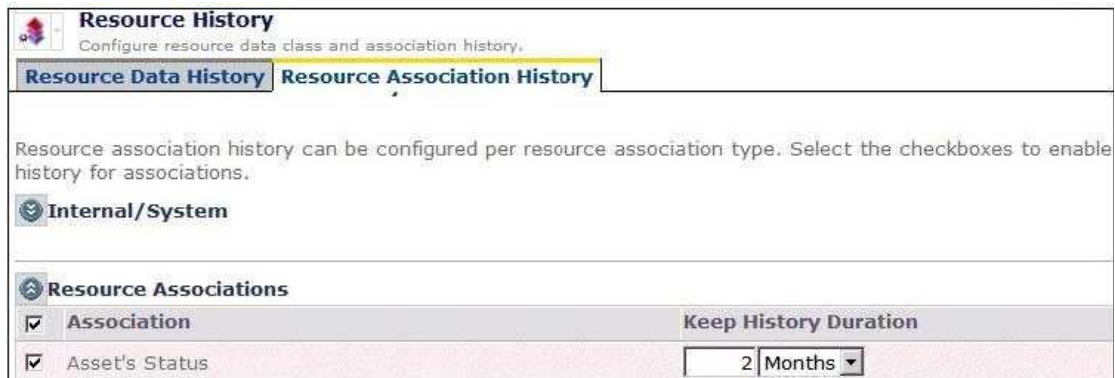 Resource History
Configure resource data class and association history.
Resource Data History Resource Association History
Resource association history can be configured per resource association type. Select the checkboxes to enable
history for associations.
Internal/System
Resource Associations
Association Keep History Duration
Asset's Status 2 Months